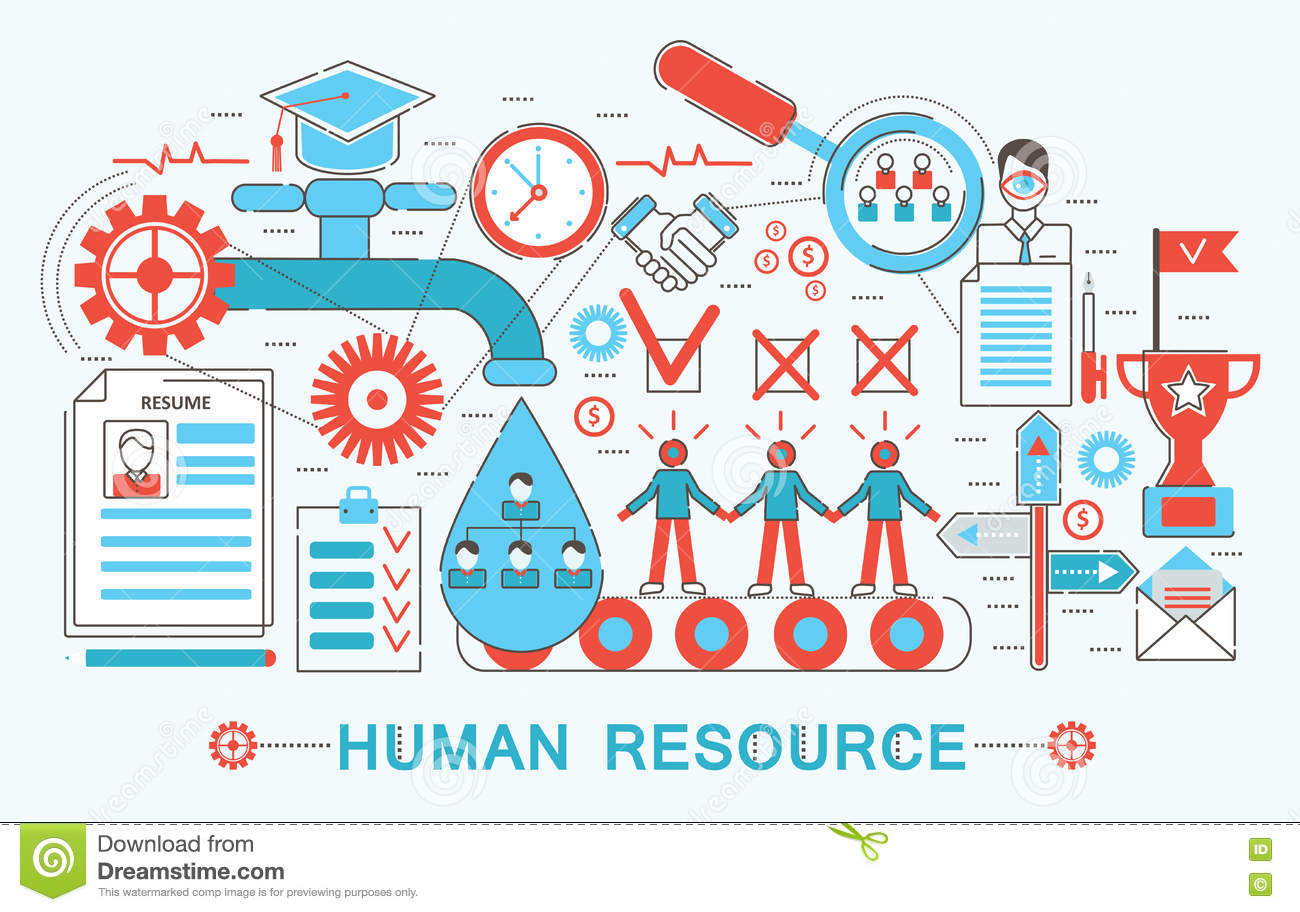 RESUME
$
$
$
$
$
$
HUMAN RESOURCE
Download from
Dreamstime.com
This watermarked comp image is for previewing purposes only.
ID
©